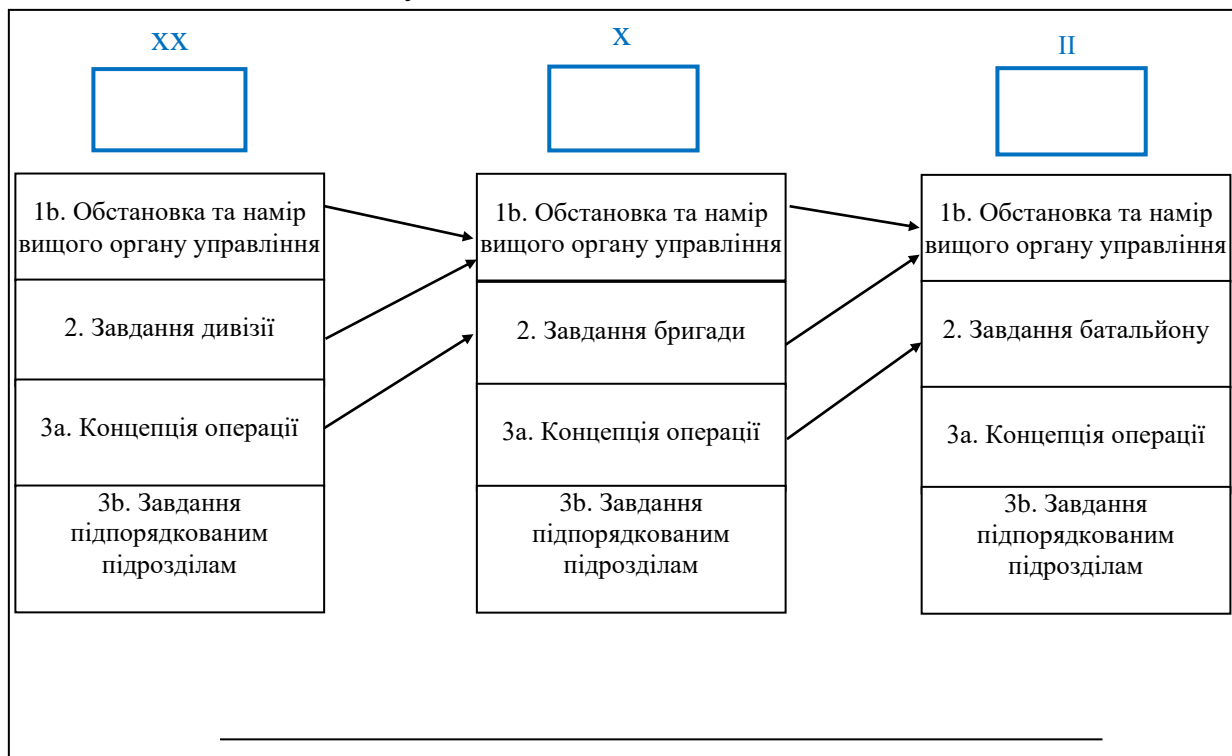 XX
X
II
1b. Обстановка та намір
вищого органу управління
2. Завдання дивізії
3a. Концепція операції
3b. Завдання
підпорядкованим
підрозділам
1b. Обстановка та намір
вищого органу управління
2. Завдання бригади
3a. Концепція операції
3b. Завдання
підпорядкованим
підрозділам
1b. Обстановка та намір
вищого органу управління
2. Завдання батальйону
3a. Концепція операції
3b. Завдання
підпорядкованим
підрозділам